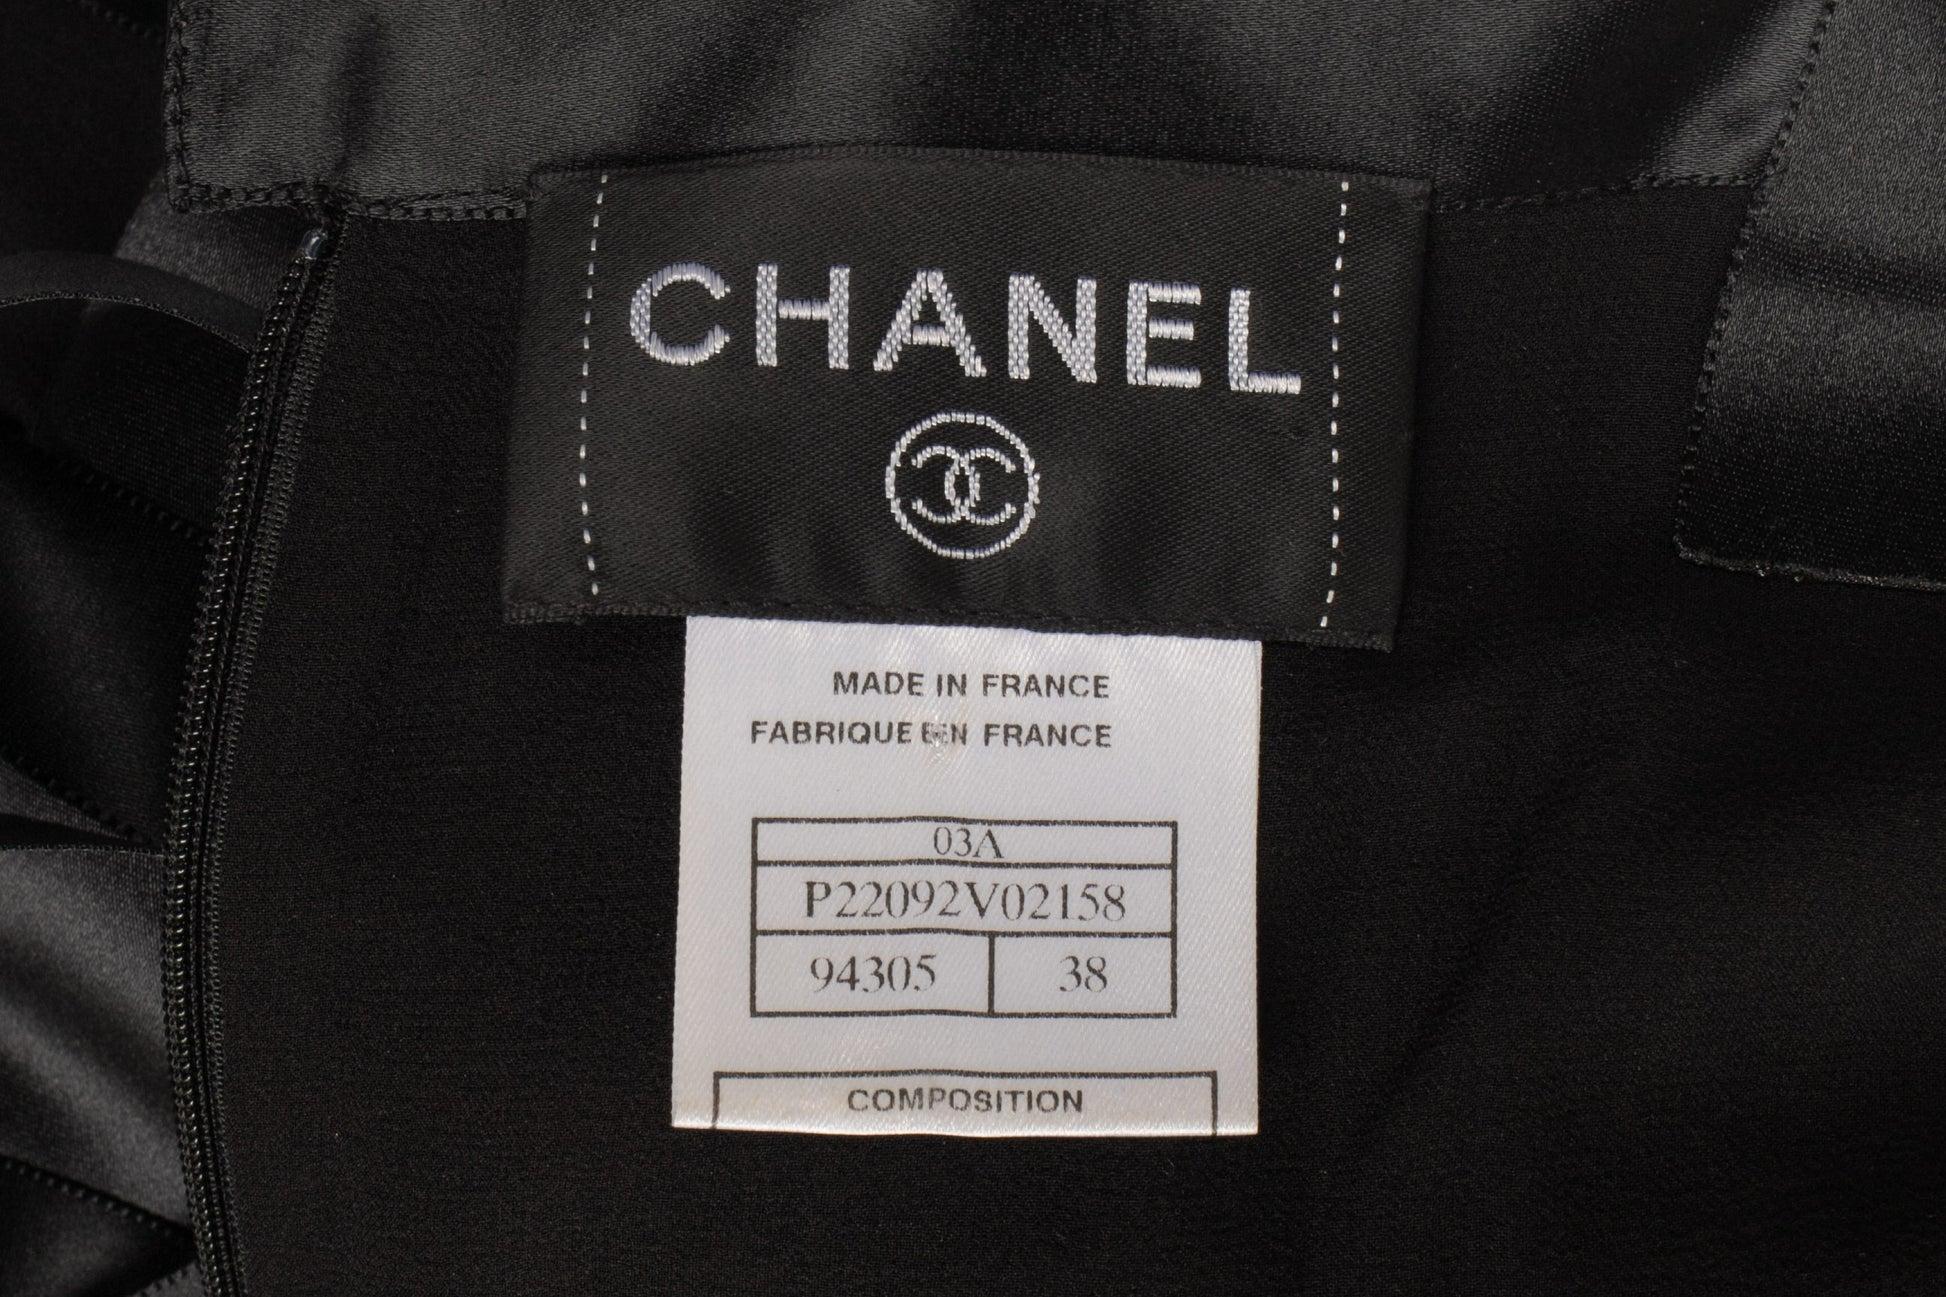 CHANEL
MADE IN FRANCE
FABRIQUE EN FRANCE
03A
P22092V02158
94305 38
COMPOSITION